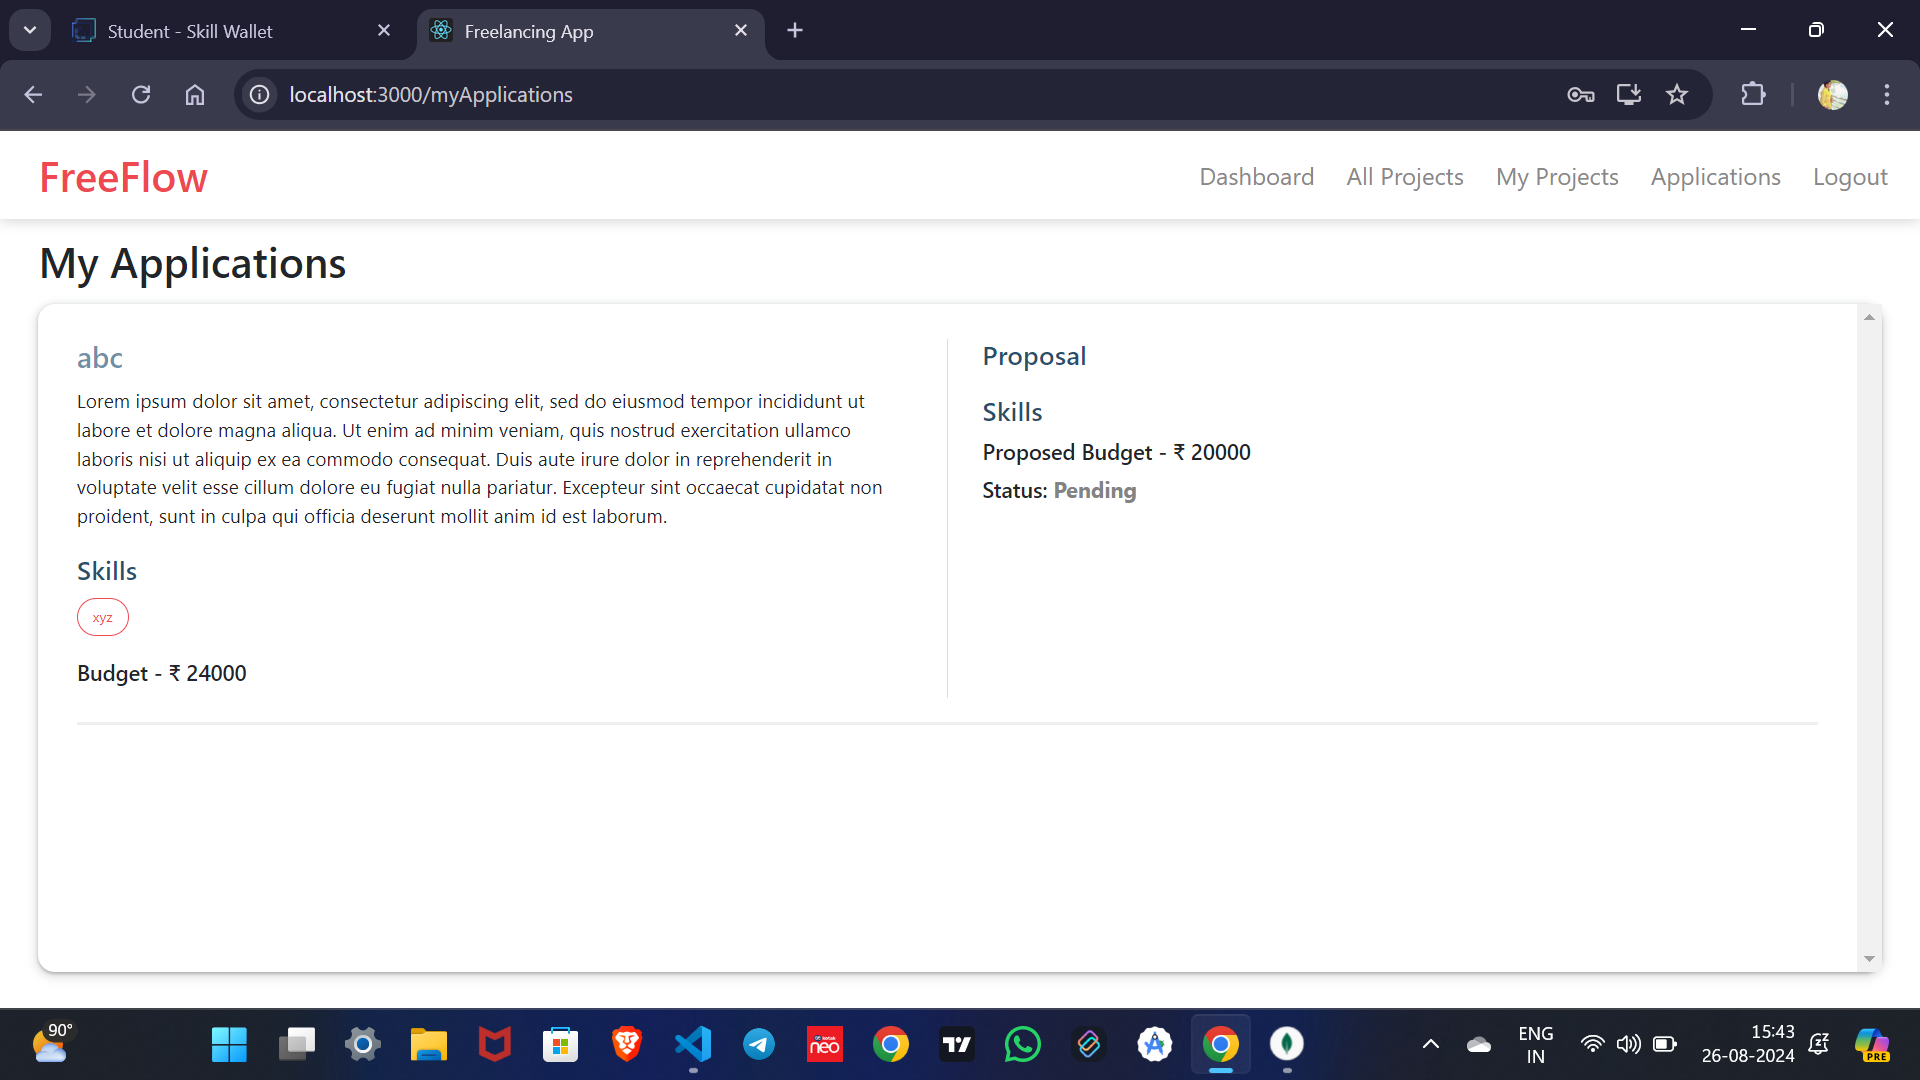 Student - Skill Wallet
Freelancing App
localhost:3000/myApplications
FreeFlow
Dashboard
All Projects
My Projects
Applications
Logout
My Applications
abc
Lorem ipsum dolor sit amet, consectetur adipiscing elit, sed do eiusmod tempor incididunt ut
labore et dolore magna aliqua. Ut enim ad minim veniam, quis nostrud exercitation ullamco
laboris nisi ut aliquip ex ea commodo consequat. Duis aute irure dolor in reprehenderit in
voluptate velit esse cillum dolore eu fugiat nulla pariatur. Excepteur sint occaecat cupidatat non
proident, sunt in culpa qui officia deserunt mollit anim id est laborum.
Skills
xyz
Budget - ₹ 24000
Proposal
Skills
Proposed Budget - ₹ 20000
Status: Pending
90°
kotak
neo
ENG
IN
15:43
26-08-2024
PRE